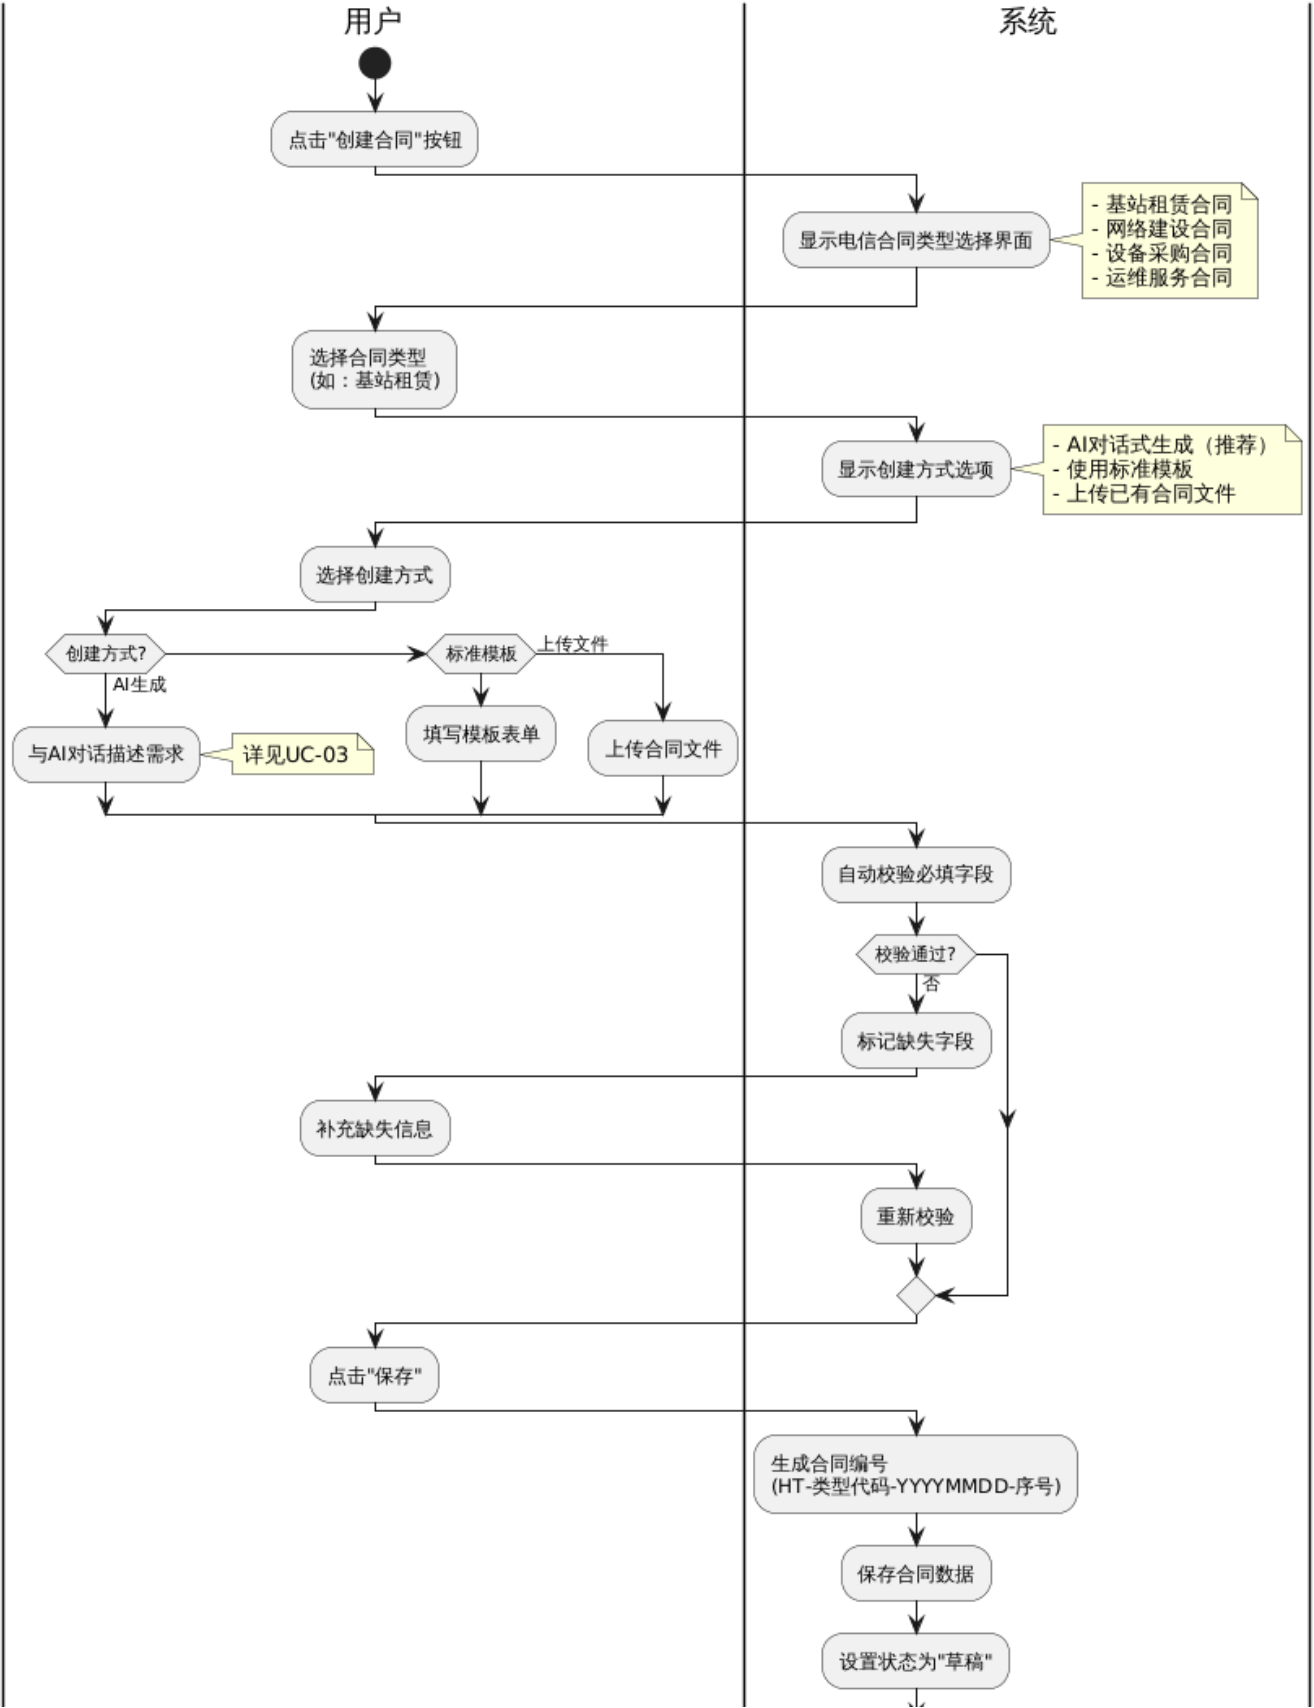 用户
系统
点击"创建合同"按钮
显示电信合同类型选择界面
- 基站租赁合同
- 网络建设合同
- 设备采购合同
- 运维服务合同
选择合同类型
(如：基站租赁)
显示创建方式选项
- AI对话式生成（推荐）
- 使用标准模板
- 上传已有合同文件
选择创建方式
创建方式?
AI生成
标准模板
上传文件
与AI对话描述需求
详见UC-03
填写模板表单
上传合同文件
自动校验必填字段
校验通过?
否
标记缺失字段
补充缺失信息
重新校验
点击"保存"
生成合同编号
(HT-类型代码-YYYYMMDD-序号)
保存合同数据
设置状态为"草稿"